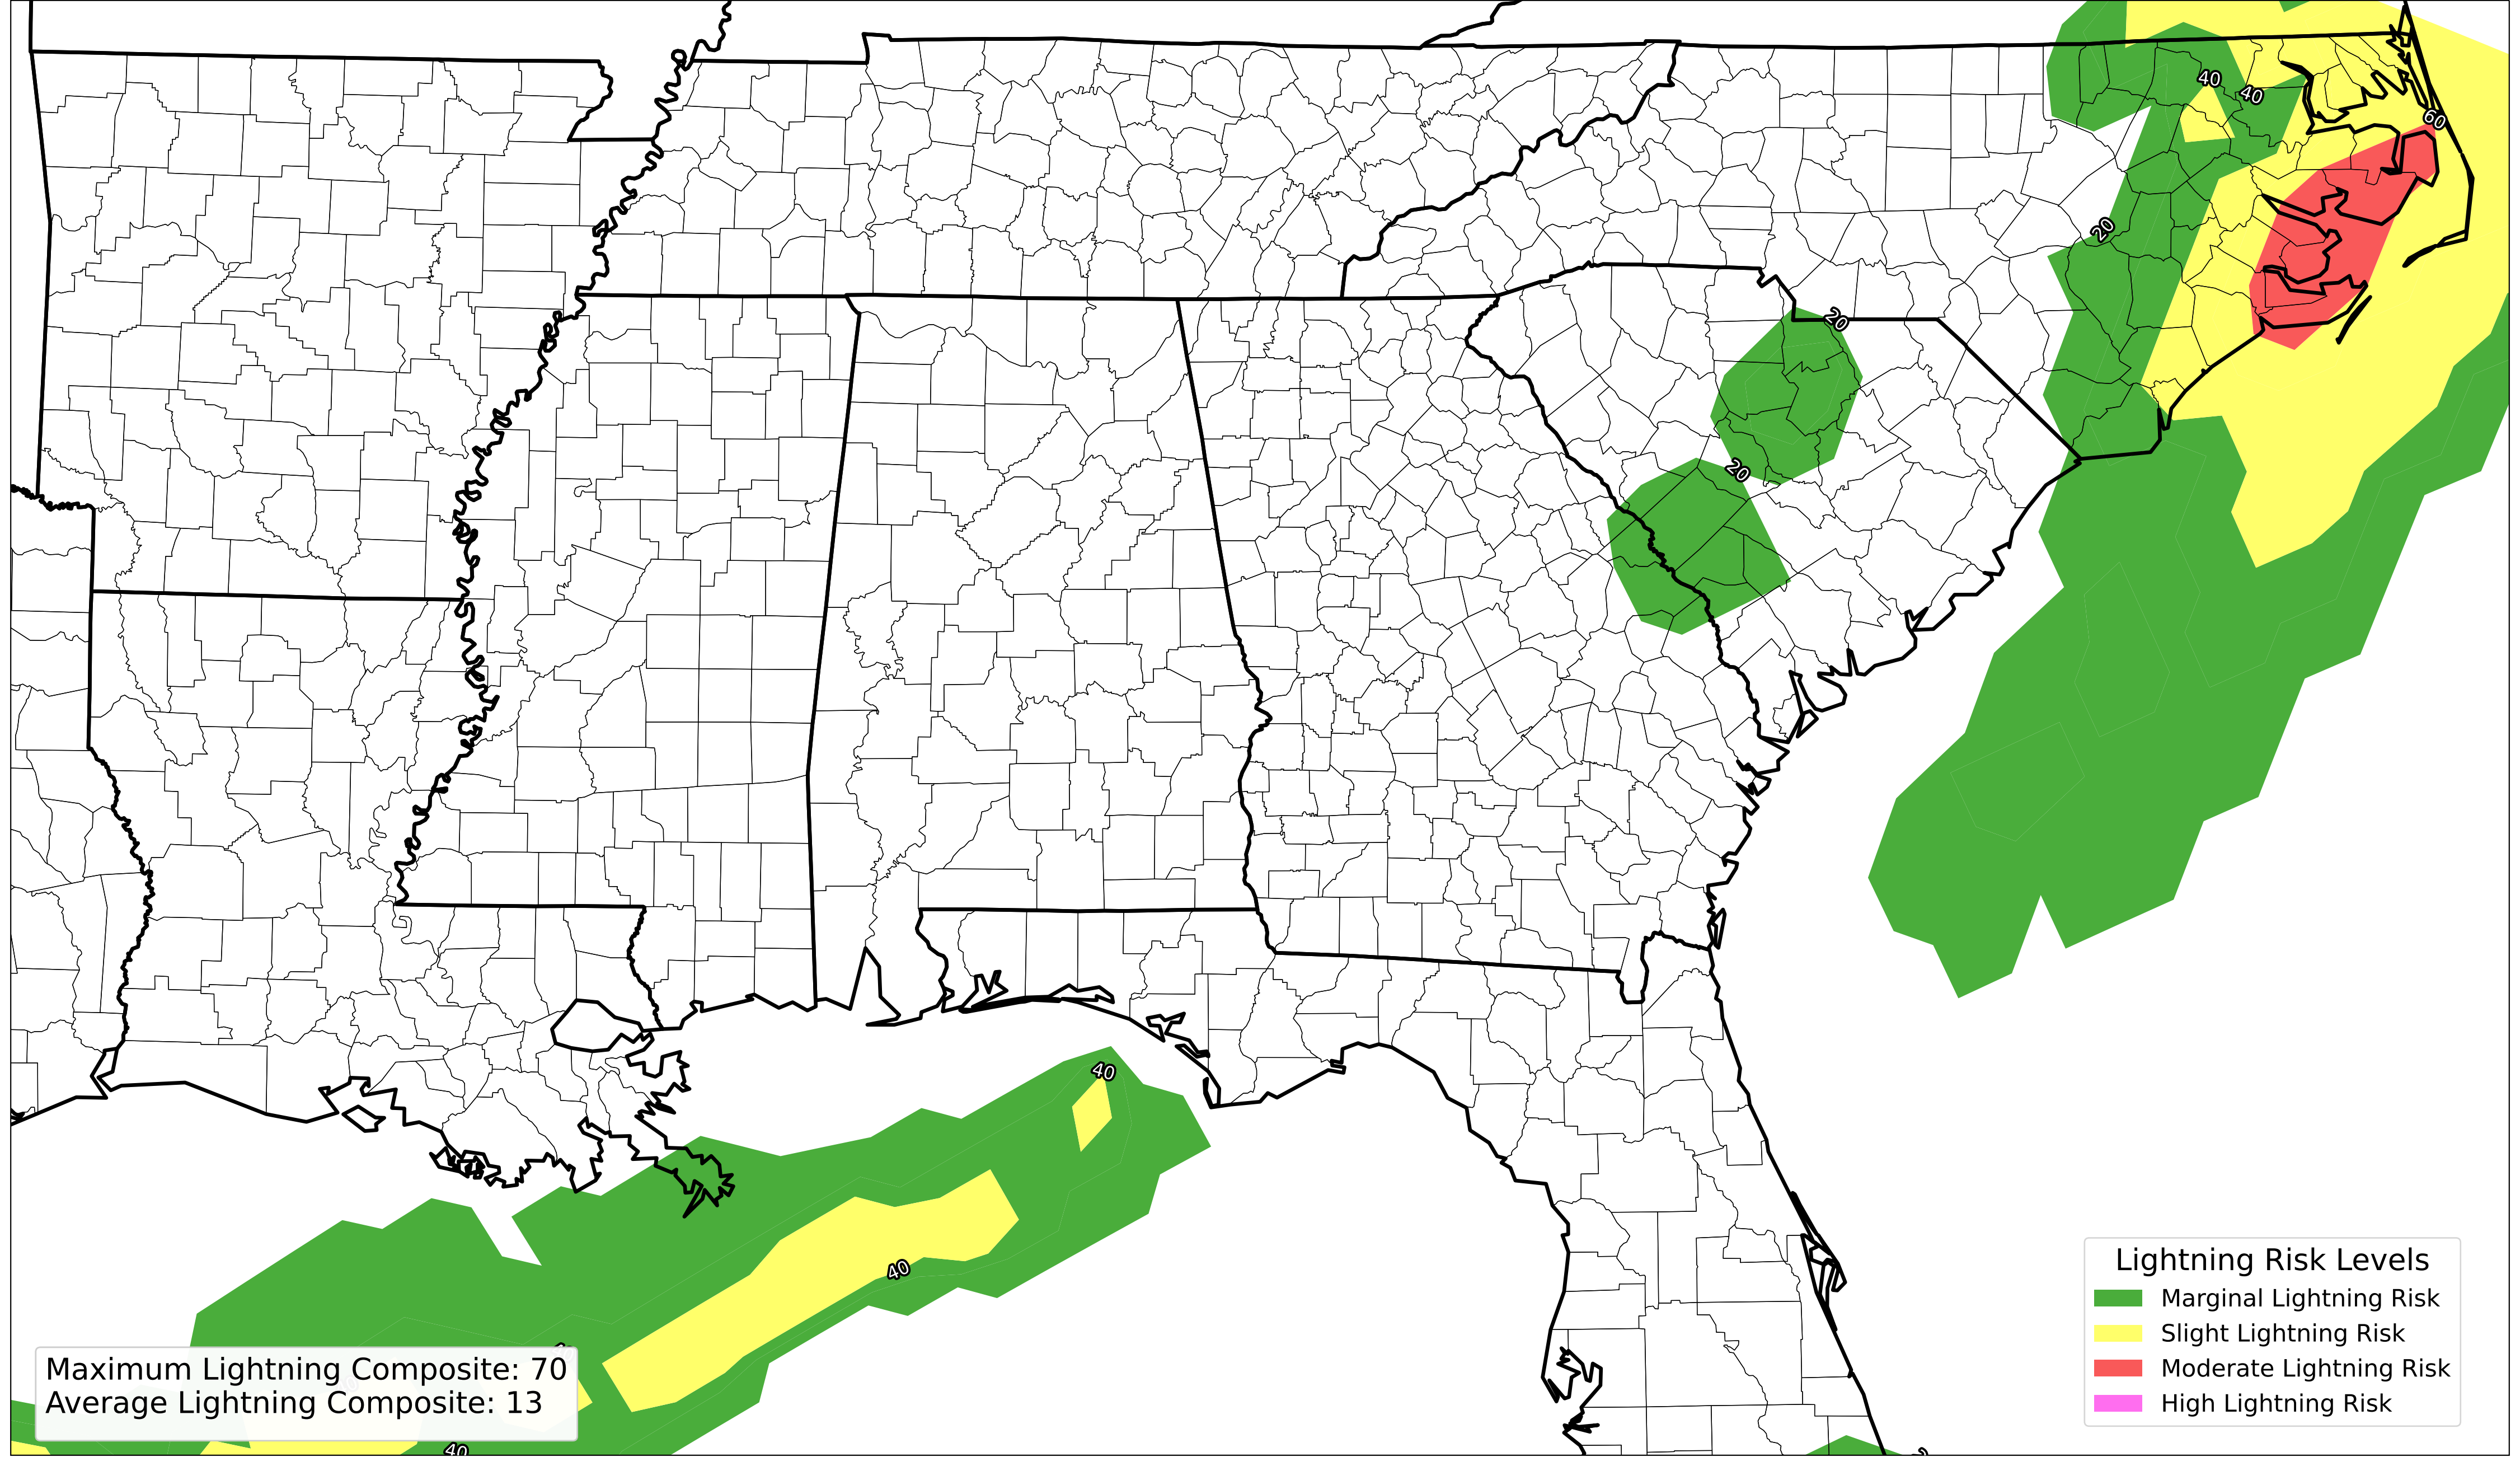 40
40
60
20
20
20
40
40
40
Lightning Risk Levels
Marginal Lightning Risk
Slight Lightning Risk
Moderate Lightning Risk
High Lightning Risk
Maximum Lightning Composite: 70
Average Lightning Composite: 13